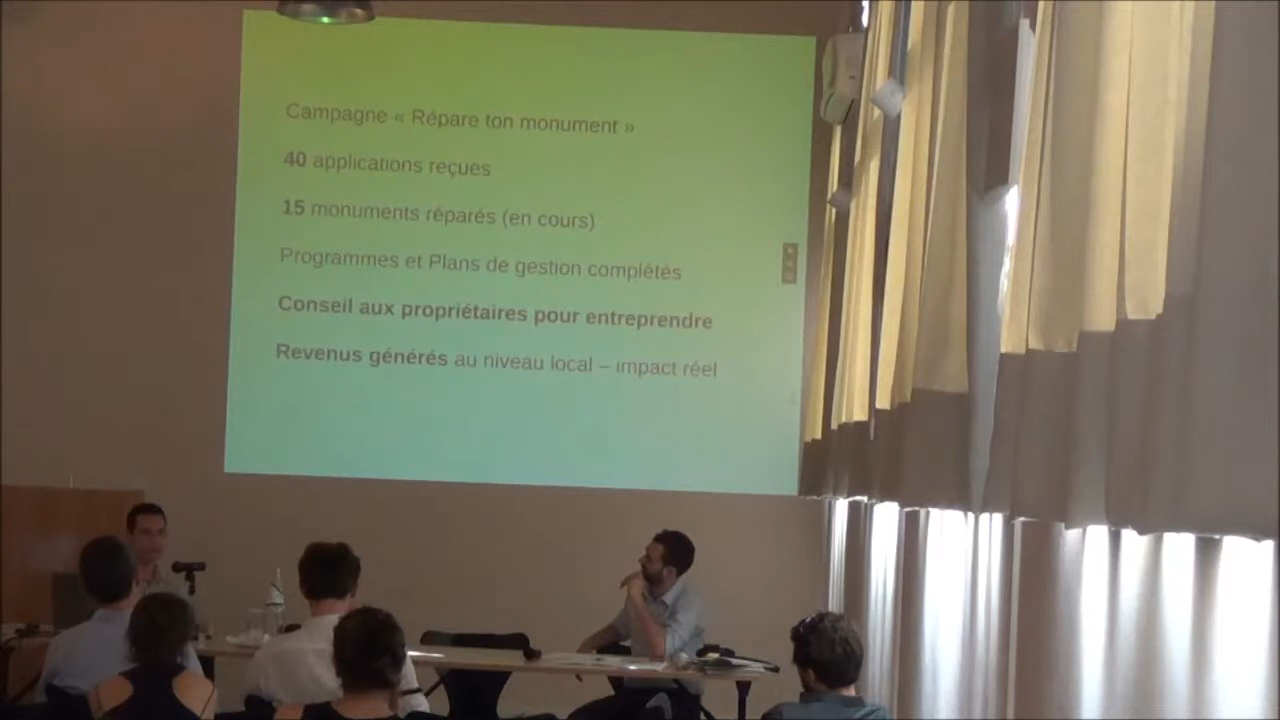 Campagne « Répare ton monument »
40 applications reçues
15 monuments réparés (en cours)
Programmes et Plans de gestion complétés
Conseil aux propriétaires pour entreprendre
Revenus générés au niveau local – impact réel